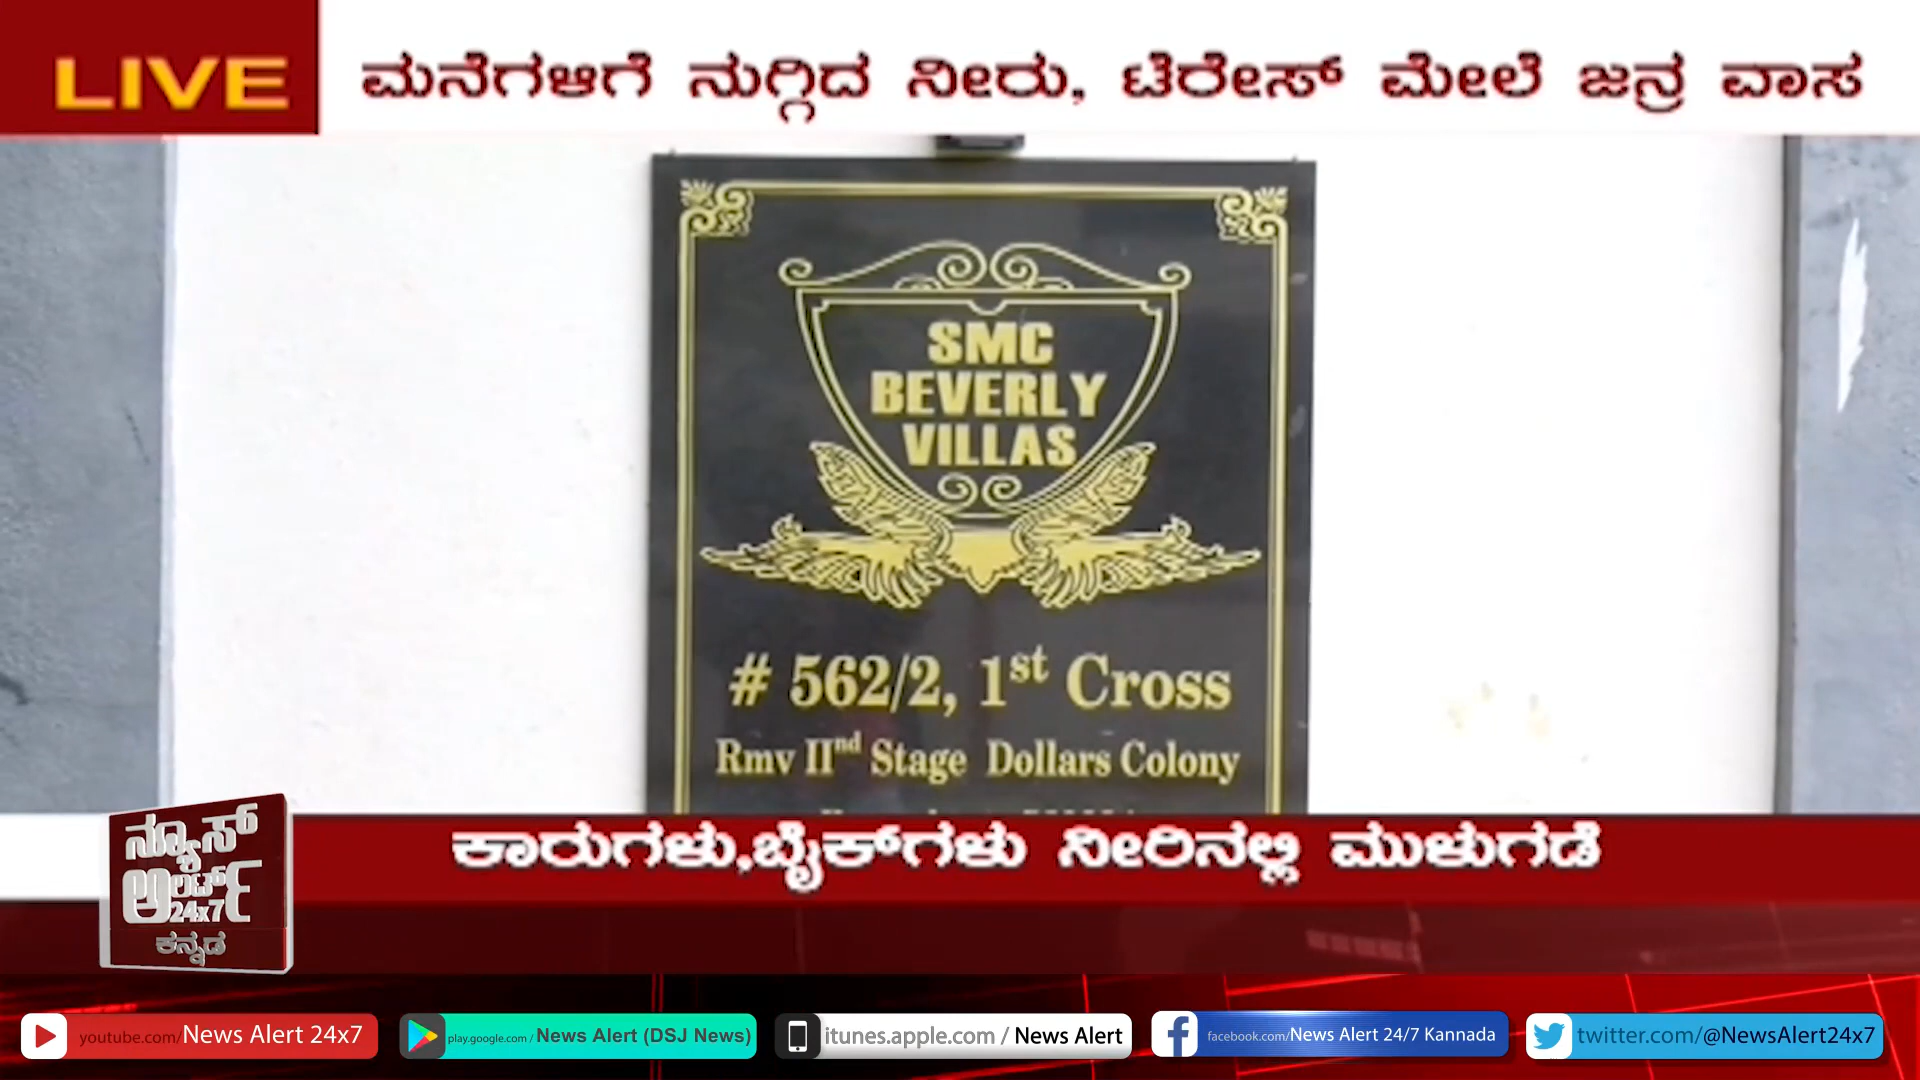 LIVE
ಮನೆಗಳಿಗೆ ನುಗ್ಗಿದ ನೀರು, ಟೆರೇಸ್ ಮೇಲೆ ಜನ್ರ ವಾಸ
SMC
BEVERLY
VILLAS
# 562/2, 1st Cross
Rmv IInd Stage Dollars Colony
ಕಾರುಗಳು,ಬೈಕ್‌ಗಳು ನೀರಿನಲ್ಲಿ ಮುಳುಗಡೆ
ನ್ಯೂಸ್
ಅಲರ್ಟ್
24x7
ಕನ್ನಡ
youtube.com/News Alert 24x7
play.google.com / News Alert (DSJ News)
itunes.apple.com / News Alert
facebook.com/News Alert 24/7 Kannada
twitter.com/@NewsAlert24x7